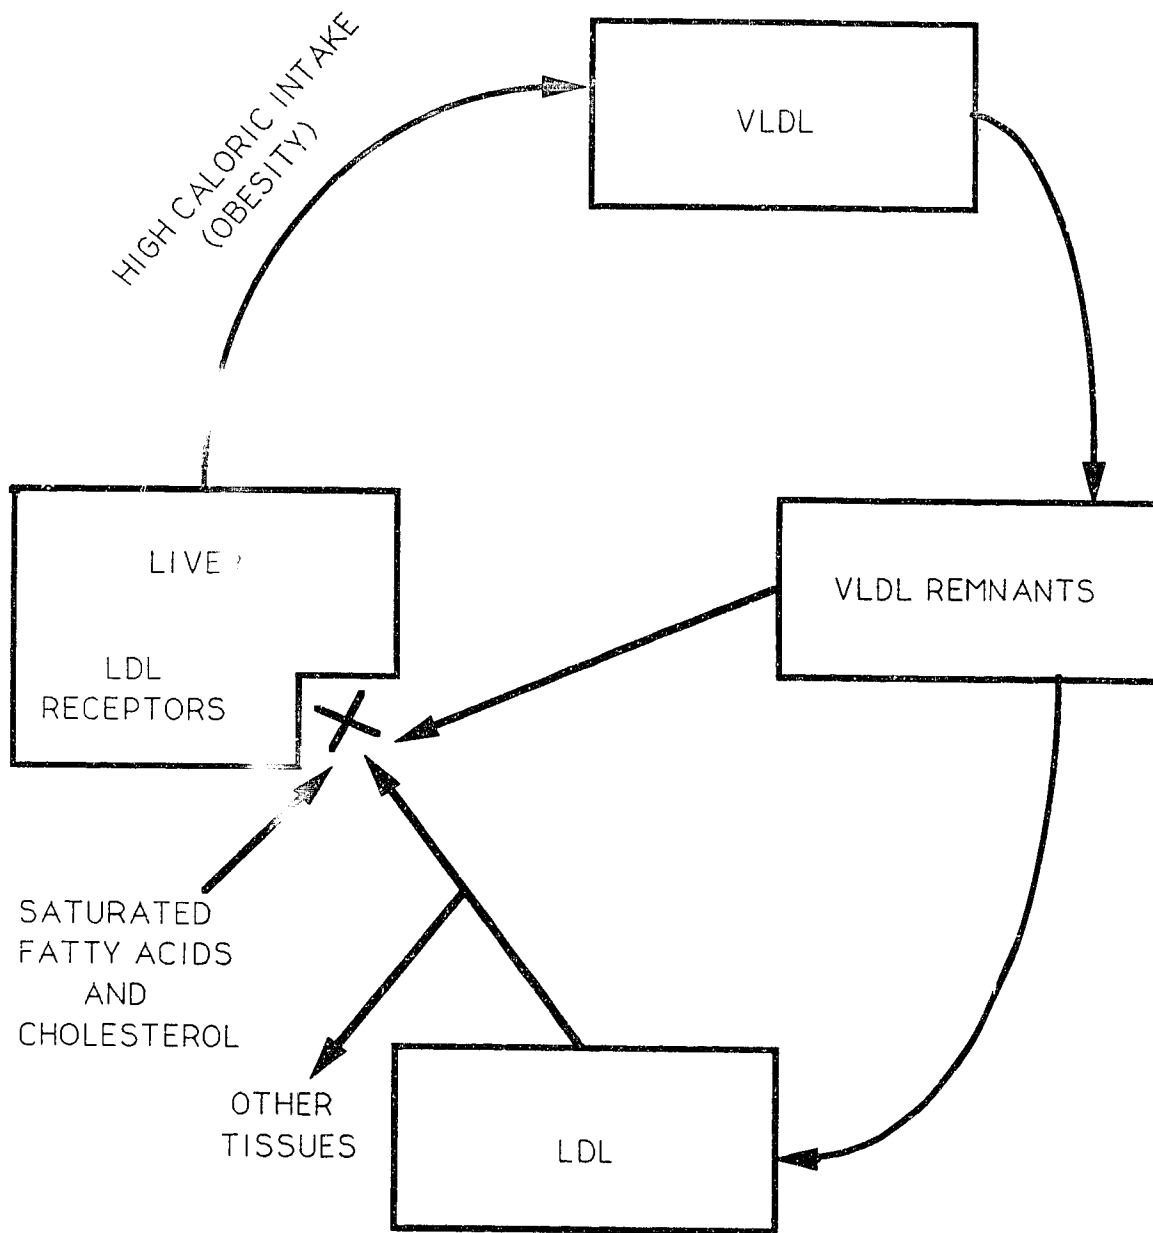 HIGH CALORIC INTAKE
(OBESITY)
VLDL
LIVE
LDL
RECEPTORS
VLDL REMNANTS
SATURATED
FATTY ACIDS
AND
CHOLESTEROL
OTHER
TISSUES
LDL